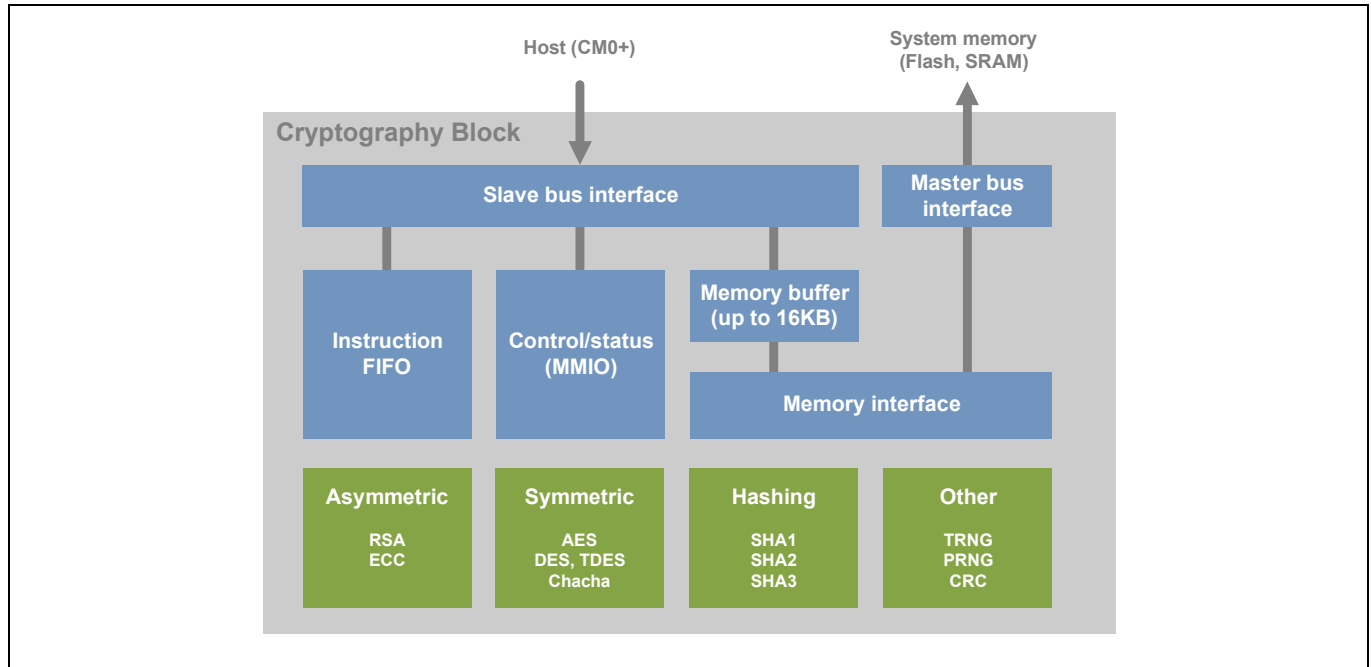 Host (CM0+)
System memory
(Flash, SRAM)
Cryptography Block
Slave bus interface
Master bus
interface
Instruction
FIFO
Control/status
(MMIO)
Memory buffer
(up to 16KB)
Memory interface
Asymmetric
RSA
ECC
Symmetric
AES
DES, TDES
Chacha
Hashing
SHA1
SHA2
SHA3
Other
TRNG
PRNG
CRC